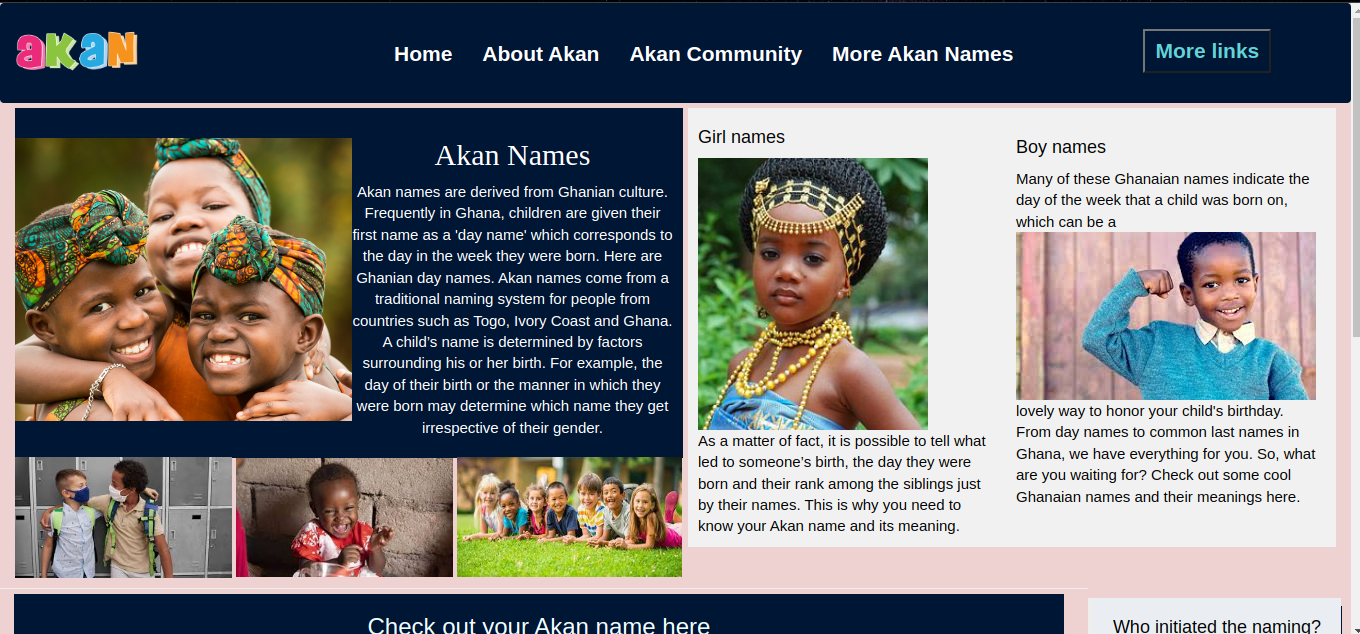 aKaN
Home
About Akan
Akan Community
More Akan Names
More links
Akan Names
Akan names are derived from Ghanian culture.
Frequently in Ghana, children are given their
first name as a 'day name' which corresponds to
the day in the week they were born. Here are
Ghanian day names. Akan names come from a
traditional naming system for people from
countries such as Togo, Ivory Coast and Ghana.
A child’s name is determined by factors
surrounding his or her birth. For example, the
day of their birth or the manner in which they
were born may determine which name they get
irrespective of their gender.
Girl names
As a matter of fact, it is possible to tell what
led to someone’s birth, the day they were
born and their rank among the siblings just
by their names. This is why you need to
know your Akan name and its meaning.
Boy names
Many of these Ghanaian names indicate the
day of the week that a child was born on,
which can be a
lovely way to honor your child's birthday.
From day names to common last names in
Ghana, we have everything for you. So, what
are you waiting for? Check out some cool
Ghanaian names and their meanings here.
Check out your Akan name here
Who initiated the naming?